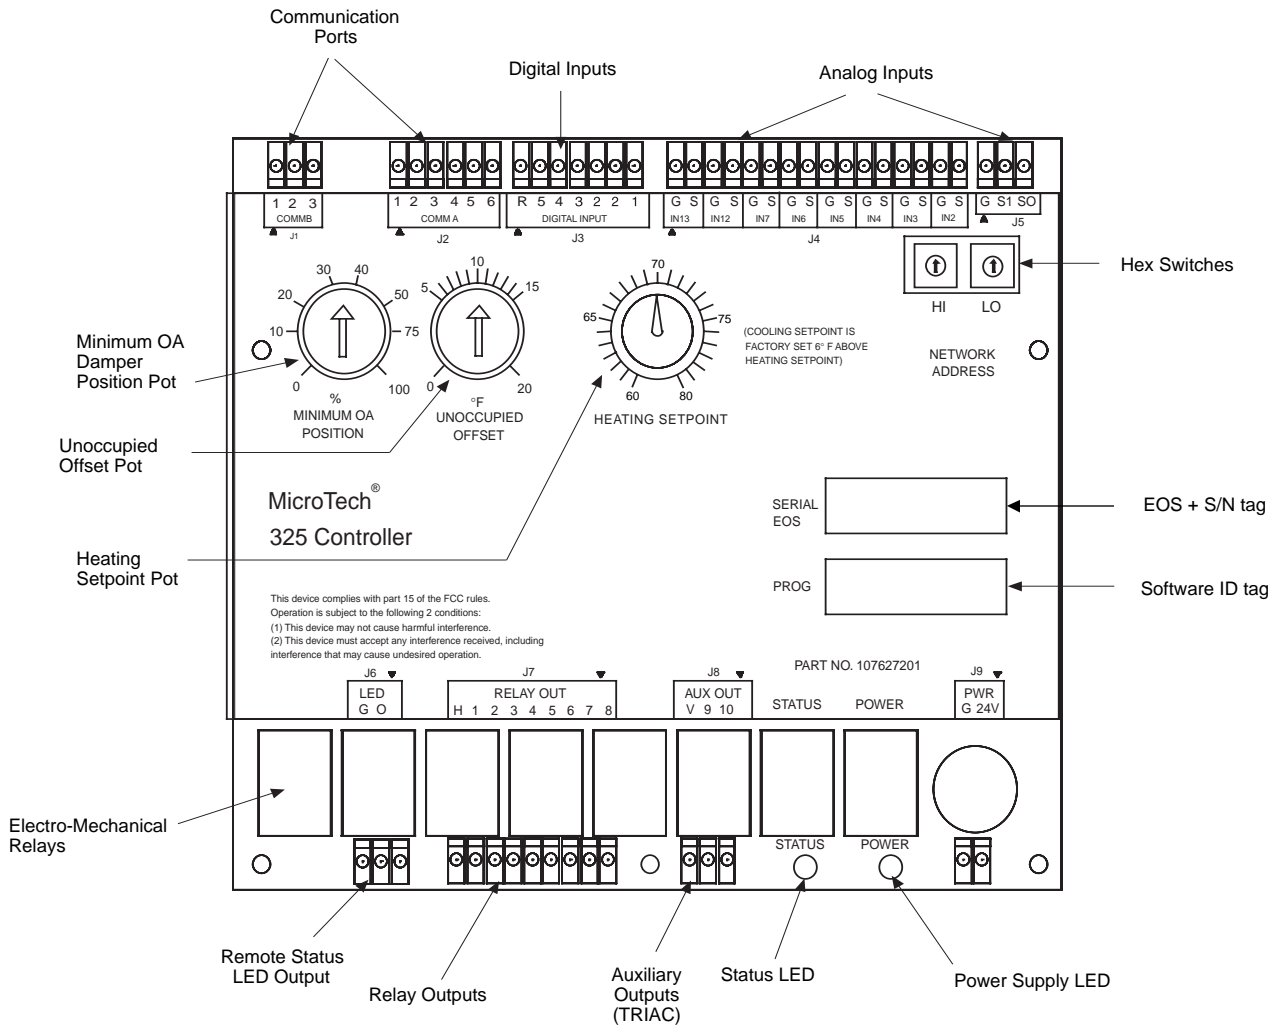 Communication
Ports
Digital Inputs
Analog Inputs
1 2 3
COMMB
J1
1 2 3 4 5 6
COMM A
J2
R 5 4 3 2 2 1
DIGITAL INPUT
J3
G S G S G S G S G S G S G S G S
IN13 IN12 IN7 IN6 IN5 IN4 IN3 IN2
J4
G S1 SO
J5
Hex Switches
HI LO
NETWORK
ADDRESS
0 10 20 30 40 50 75 100
%
MINIMUM OA
POSITION
0 5 10 15 20
°F
UNOCCUPIED
OFFSET
60 65 70 75 80
HEATING SETPOINT
(COOLING SETPOINT IS
FACTORY SET 6° F ABOVE
HEATING SETPOINT)
Minimum OA
Damper
Position Pot
Unoccupied
Offset Pot
Heating
Setpoint Pot
MicroTech®
325 Controller
SERIAL
EOS
EOS + S/N tag
PROG
Software ID tag
This device complies with part 15 of the FCC rules.
Operation is subject to the following 2 conditions:
(1) This device may not cause harmful interference.
(2) This device must accept any interference received, including
interference that may cause undesired operation.
PART NO. 107627201
J6
LED
G O
J7
RELAY OUT
H 1 2 3 4 5 6 7 8
J8
AUX OUT
V 9 10
STATUS
POWER
J9
PWR
G 24V
Electro-Mechanical
Relays
STATUS
POWER
Remote Status
LED Output
Relay Outputs
Auxiliary
Outputs
(TRIAC)
Status LED
Power Supply LED